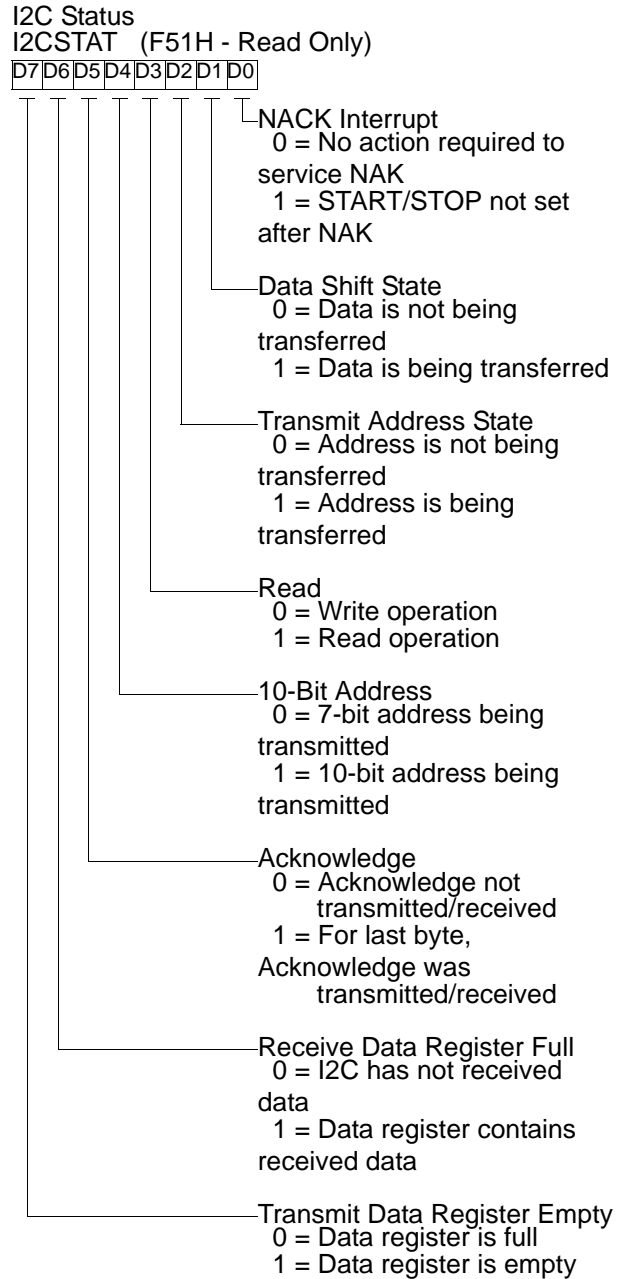 I2C Status
I2CSTAT (F51H - Read Only)
D7 D6 D5 D4 D3 D2 D1 D0
NACK Interrupt
0 = No action required to
service NAK
1 = START/STOP not set
after NAK
Data Shift State
0 = Data is not being
transferred
1 = Data is being transferred
Transmit Address State
0 = Address is not being
transferred
1 = Address is being
transferred
Read
0 = Write operation
1 = Read operation
10-Bit Address
0 = 7-bit address being
transmitted
1 = 10-bit address being
transmitted
Acknowledge
0 = Acknowledge not
transmitted/received
1 = For last byte,
Acknowledge was
transmitted/received
Receive Data Register Full
0 = I2C has not received
data
1 = Data register contains
received data
Transmit Data Register Empty
0 = Data register is full
1 = Data register is empty